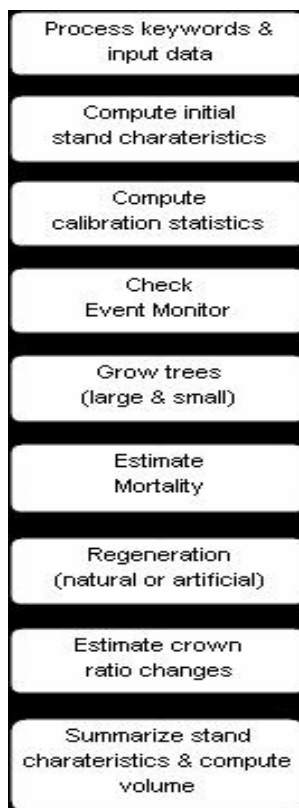 Process keywords &
input data
Compute initial
stand charateristics
Compute
calibration statistics
Check
Event Monitor
Grow trees
(large & small)
Estimate
Mortality
Regeneration
(natural or artificial)
Estimate crown
ratio changes
Summarize stand
charateristics & compute
volume